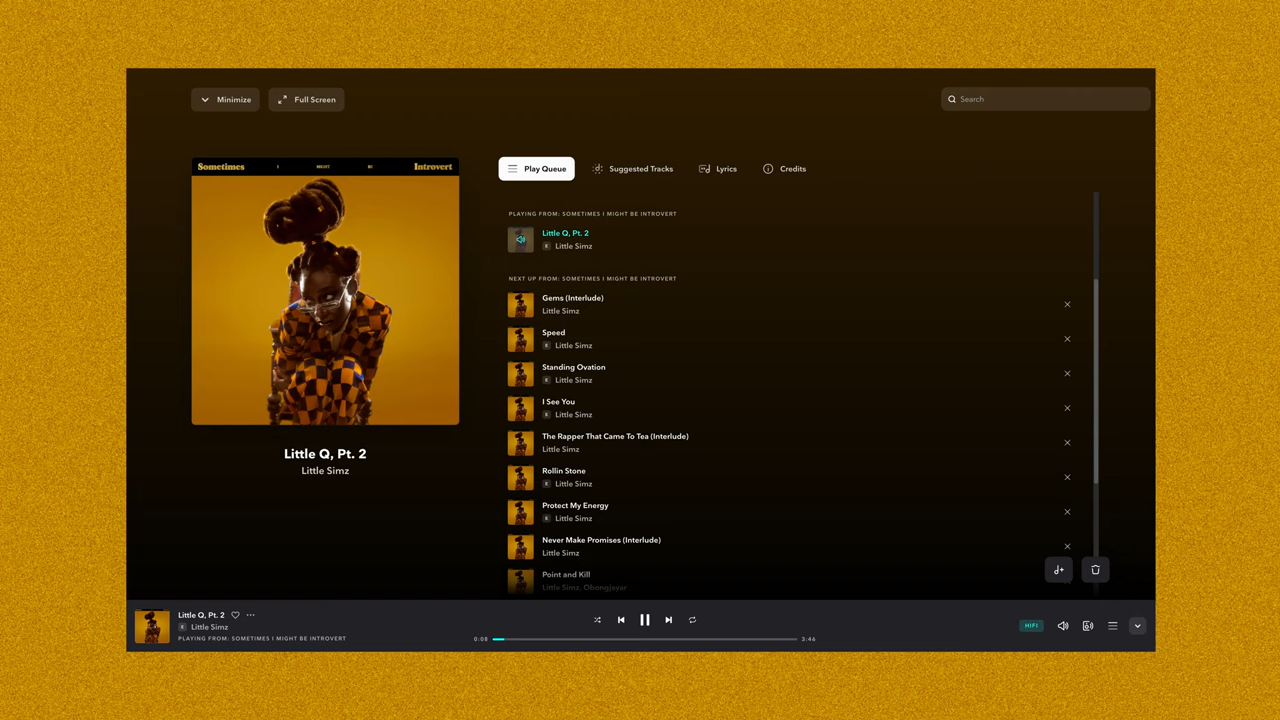 Minimize
Full Screen
Search
Sometimes I MIGHT BE Introvert
Play Queue
Suggested Tracks
Lyrics
Credits
PLAYING FROM: SOMETIMES I MIGHT BE INTROVERT
Little Q, Pt. 2
E Little Simz
NEXT UP FROM: SOMETIMES I MIGHT BE INTROVERT
Gems (Interlude)
Little Simz
Speed
E Little Simz
Standing Ovation
E Little Simz
I See You
E Little Simz
The Rapper That Came To Tea (Interlude)
Little Simz
Rollin Stone
E Little Simz
Protect My Energy
E Little Simz
Never Make Promises (Interlude)
Little Simz
Point and Kill
Little Simz, Obongjayar
Little Q, Pt. 2
Little Simz
Little Q, Pt. 2
E Little Simz
PLAYING FROM: SOMETIMES I MIGHT BE INTROVERT
0:08
3:46
HIFI